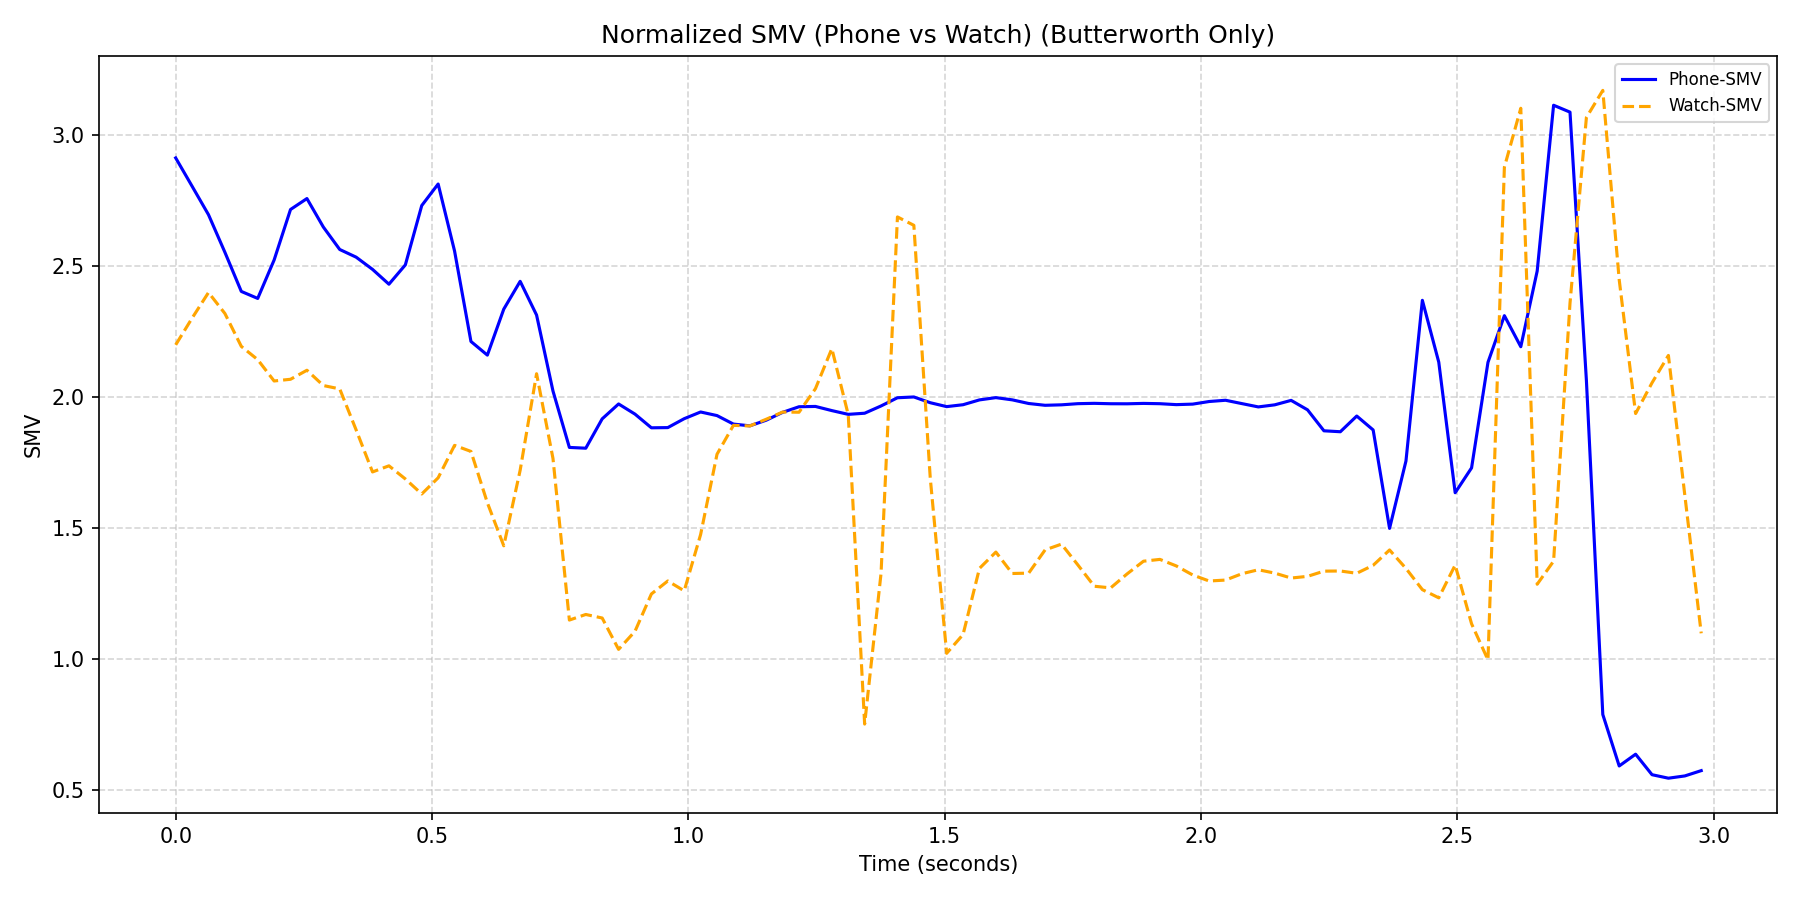 Normalized SMV (Phone vs Watch) (Butterworth Only)
Phone-SMV
Watch-SMV
SMV
3.0
2.5
2.0
1.5
1.0
0.5
0.0 0.5 1.0 1.5 2.0 2.5 3.0
Time (seconds)